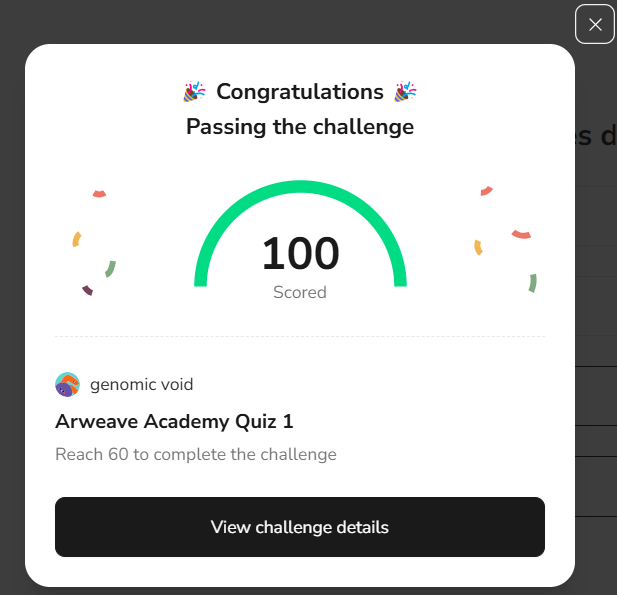 Congratulations
Passing the challenge
100
Scored
genomic void
Arweave Academy Quiz 1
Reach 60 to complete the challenge
View challenge details